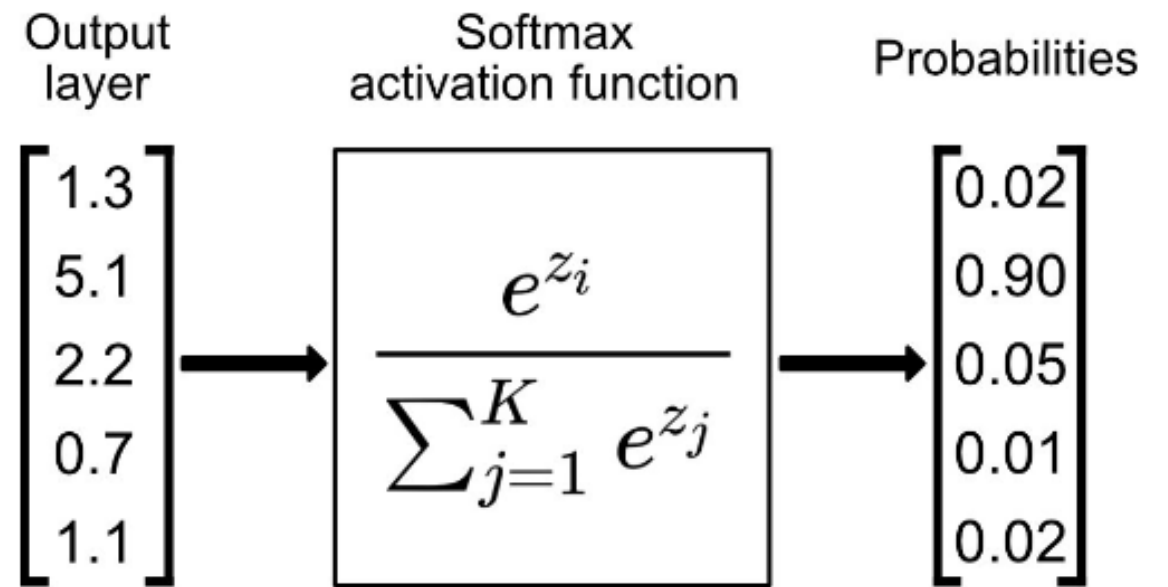 Output
layer
Softmax
activation function
Probabilities
1.3
5.1
2.2
0.7
1.1
e^{z_i}
∑_{j=1}^{K} e^{z_j}
0.02
0.90
0.05
0.01
0.02